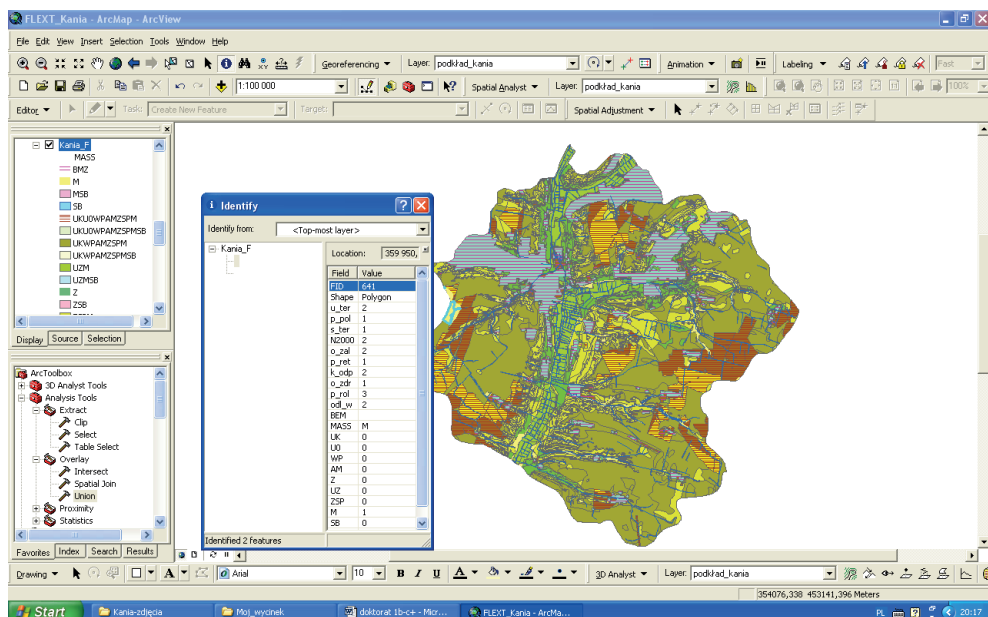 FLEXT_Kania - ArcMap - ArcView
File Edit View Insert Selection Tools Window Help
Georeferencing Layer: podkład_kania Animation Labeling Fast
1:100 000 Spatial Analyst Layer: podkład_kania 100%
Editor Task: Create New Feature Target: Spatial Adjustment
Kania_F
MASS
BMZ
M
MSB
SB
UKU0WPAMZSPM
UKU0WPAMZSPMSB
UKWPAMZSPM
UKWPAMZSPMSB
UZM
UZMSB
Z
ZSB
Display Source Selection
ArcToolbox
3D Analyst Tools
Analysis Tools
Extract
Clip
Select
Table Select
Overlay
Intersect
Spatial Join
Union
Proximity
Statistics
Favorites Index Search Results
Identify
Identify from: <Top-most layer>
Kania_F
Location: 359 950,
Field Value
FID 641
Shape Polygon
u_ter 2
p_pol 1
s_ter 1
N2000 2
o_zal 2
p_ret 1
k_odp 2
o_zdr 1
p_rol 3
odl_w 2
BEM
MASS M
UK 0
U0 0
WP 0
AM 0
Z 0
UZ 0
ZSP 0
M 1
SB 0
Identified 2 features
Drawing A Arial 10 B I U A 3D Analyst Layer: podkład_kania
354076,338 453141,396 Meters
Start Kania-zdjęcia Moj_wycinek doktorat 1b-c+ - Micr... FLEXT_Kania - ArcMa... PL 20:17